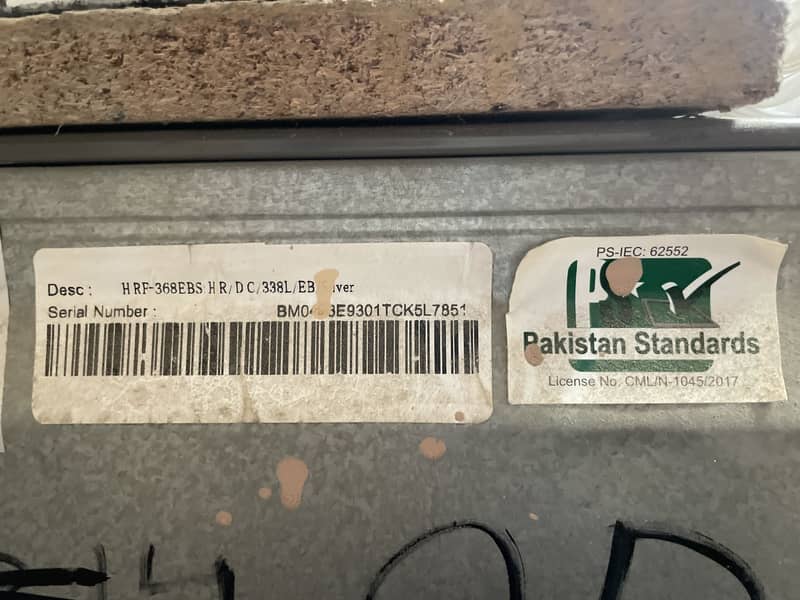 Desc : HRF-368EBS HR/DC/338L/EB
Serial Number :
PS-IEC: 62552
Pakistan Standards
License No. CML/N-1045/2017